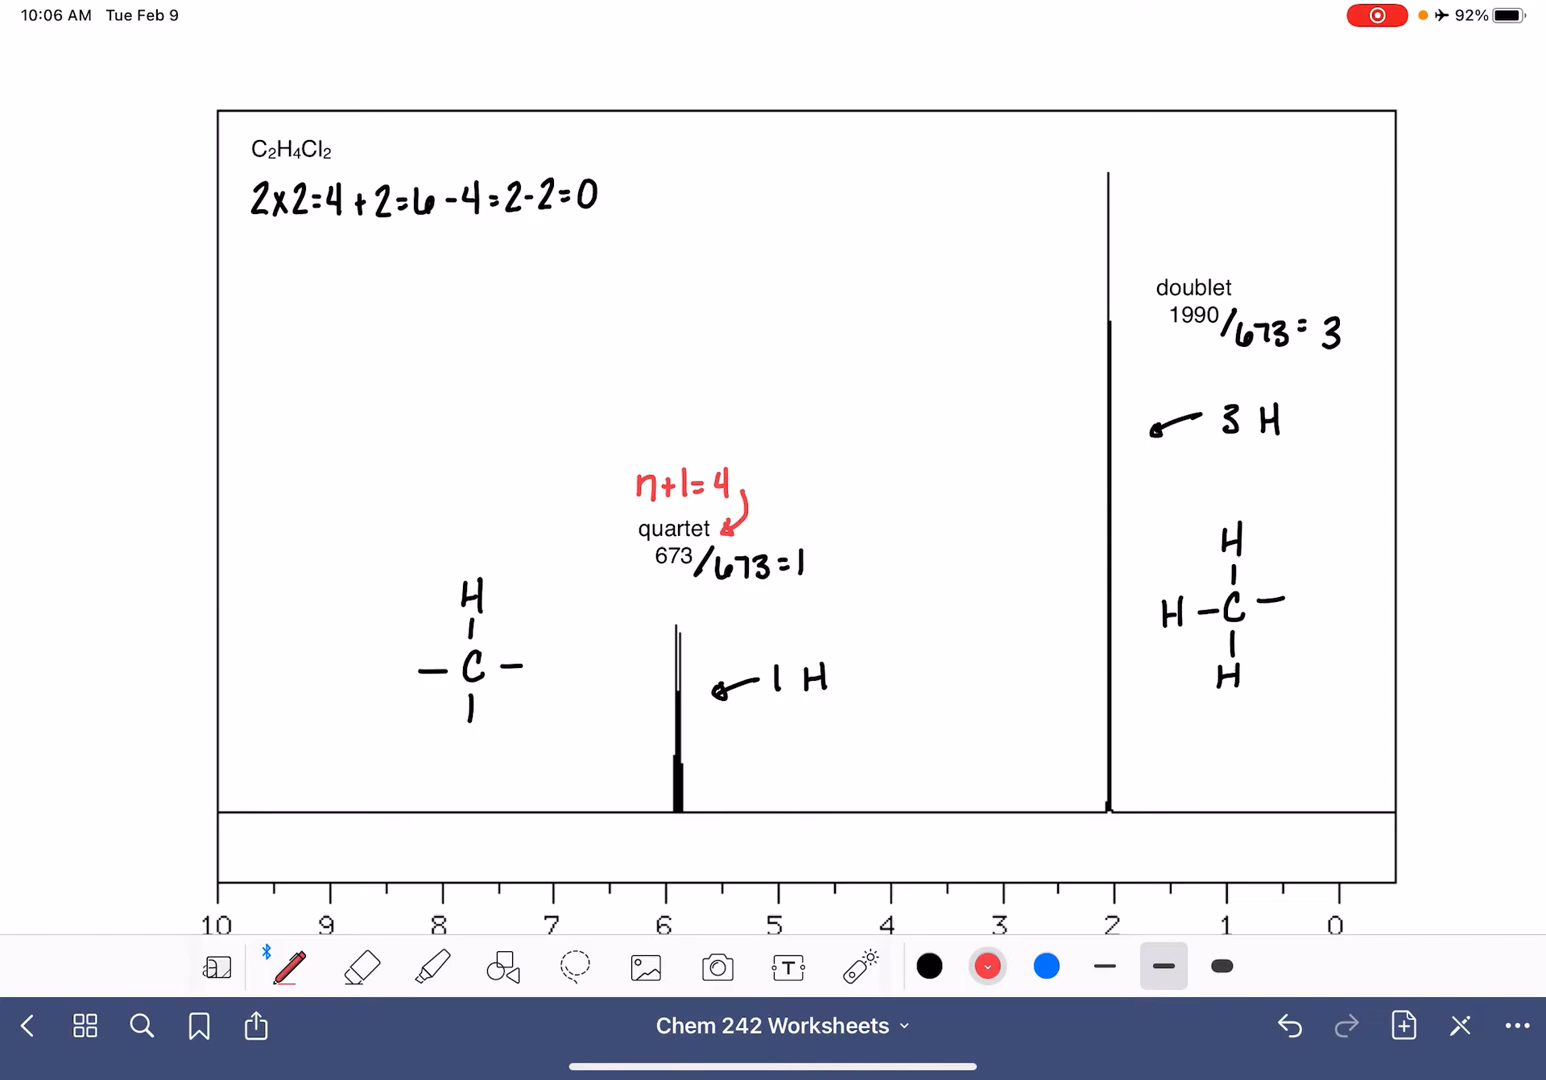 10:06 AM Tue Feb 9
92%
C₂H₄Cl₂
2x2=4+2=6-4=2-2=0
doublet
1990/673=3
3 H
n+1=4
quartet
673/673=1
H
H
C
H-C-
1 H
H
10 9 8 7 6 5 4 3 2 1 0
T
Chem 242 Worksheets